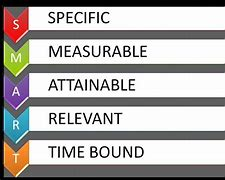 S SPECIFIC
M MEASURABLE
A ATTAINABLE
R RELEVANT
T TIME BOUND